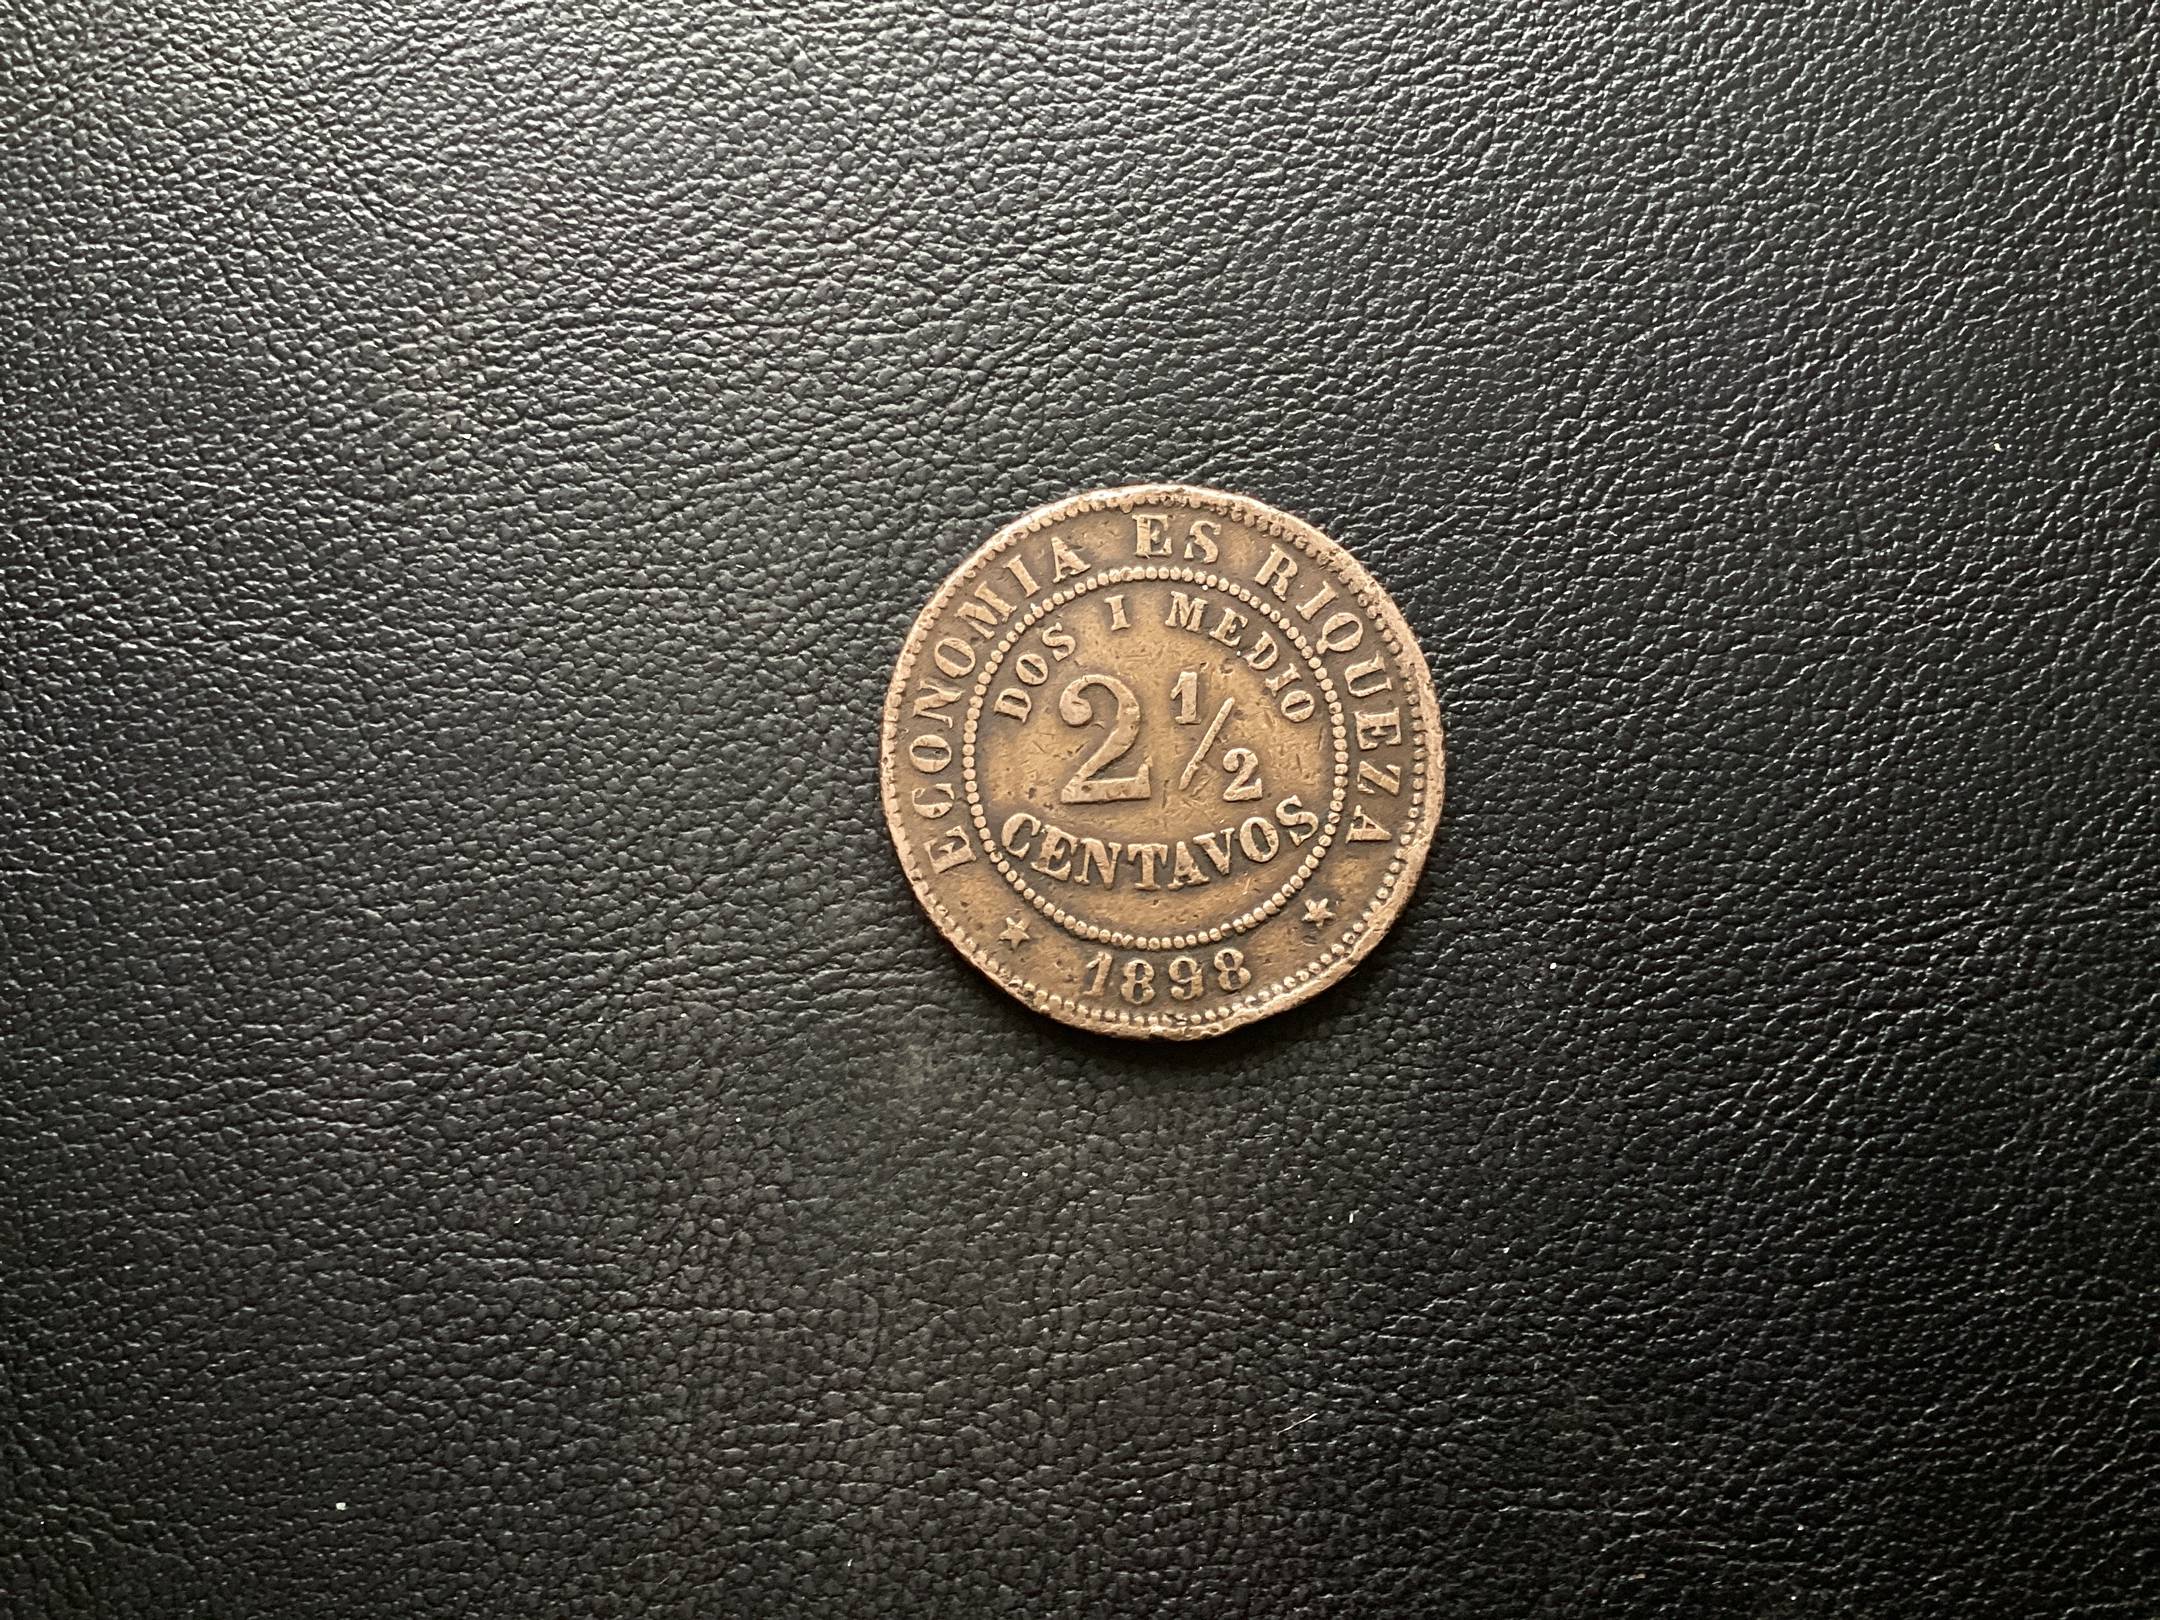 ECONOMIA ES RIQUEZA
DOS I MEDIO
2 1/2
CENTAVOS
1898